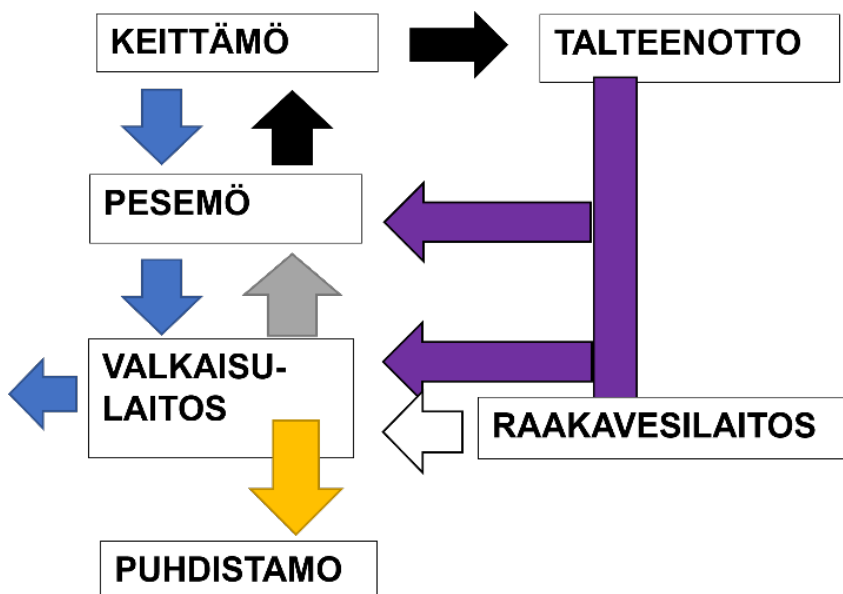 KEITTÄMÖ
TALTEENOTTO
PESEMÖ
VALKAISU-
LAITOS
RAAKAVESILAITOS
PUHDISTAMO